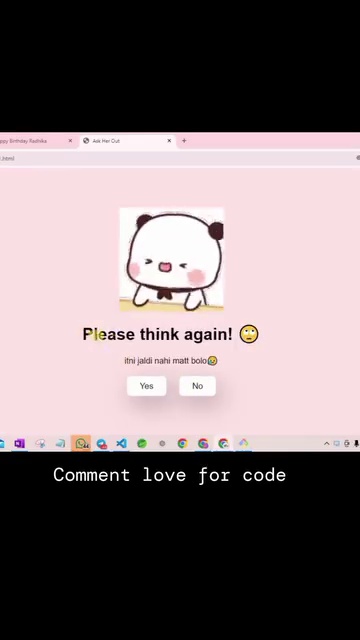 ppy Birthday Radhika
Ask Her Out
.html
Please think again! 🙄
itni jaldi nahi matt bolo🥺
Yes
No
Comment love for code